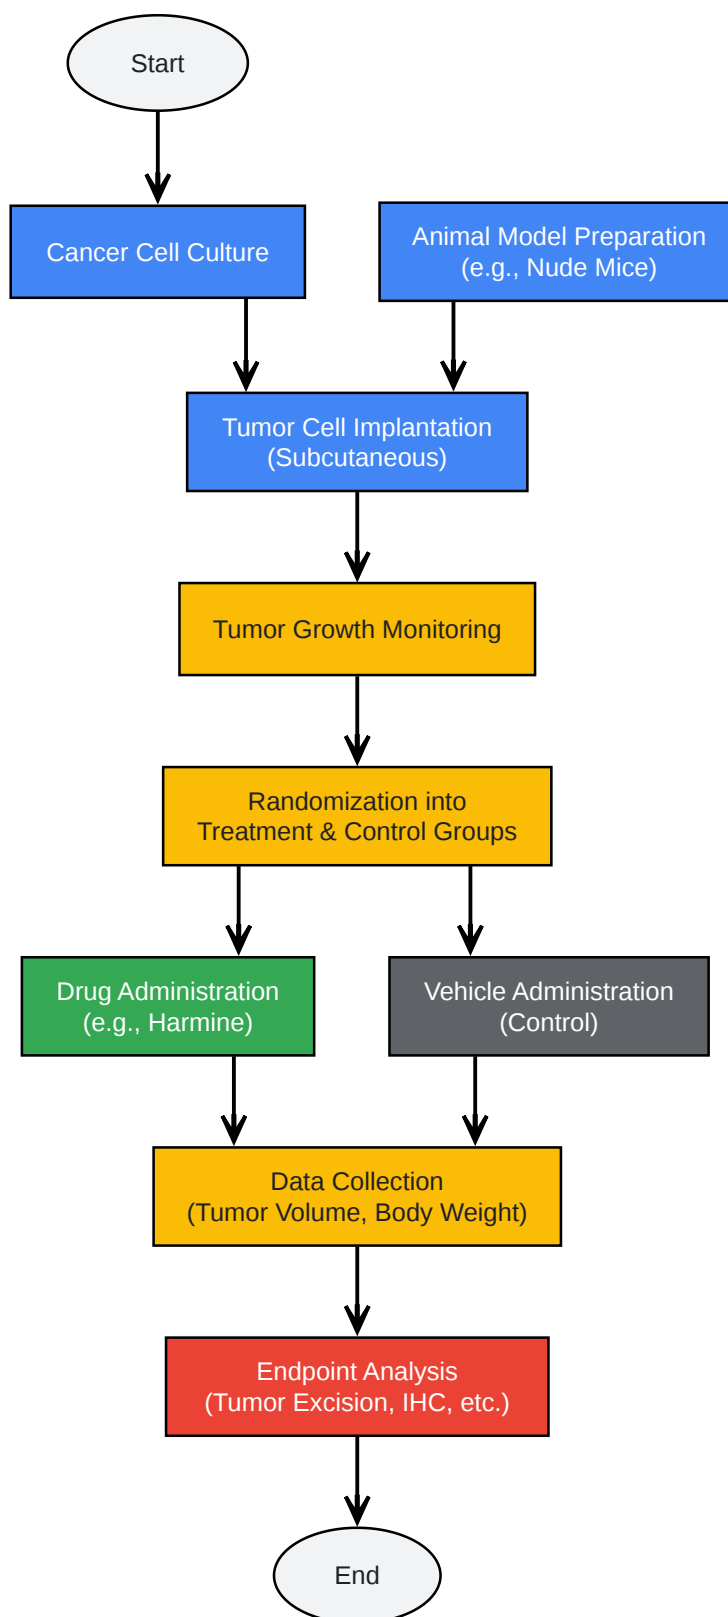 Start
Cancer Cell Culture
Animal Model Preparation
(e.g., Nude Mice)
Tumor Cell Implantation
(Subcutaneous)
Tumor Growth Monitoring
Randomization into
Treatment & Control Groups
Drug Administration
(e.g., Harmine)
Vehicle Administration
(Control)
Data Collection
(Tumor Volume, Body Weight)
Endpoint Analysis
(Tumor Excision, IHC, etc.)
End